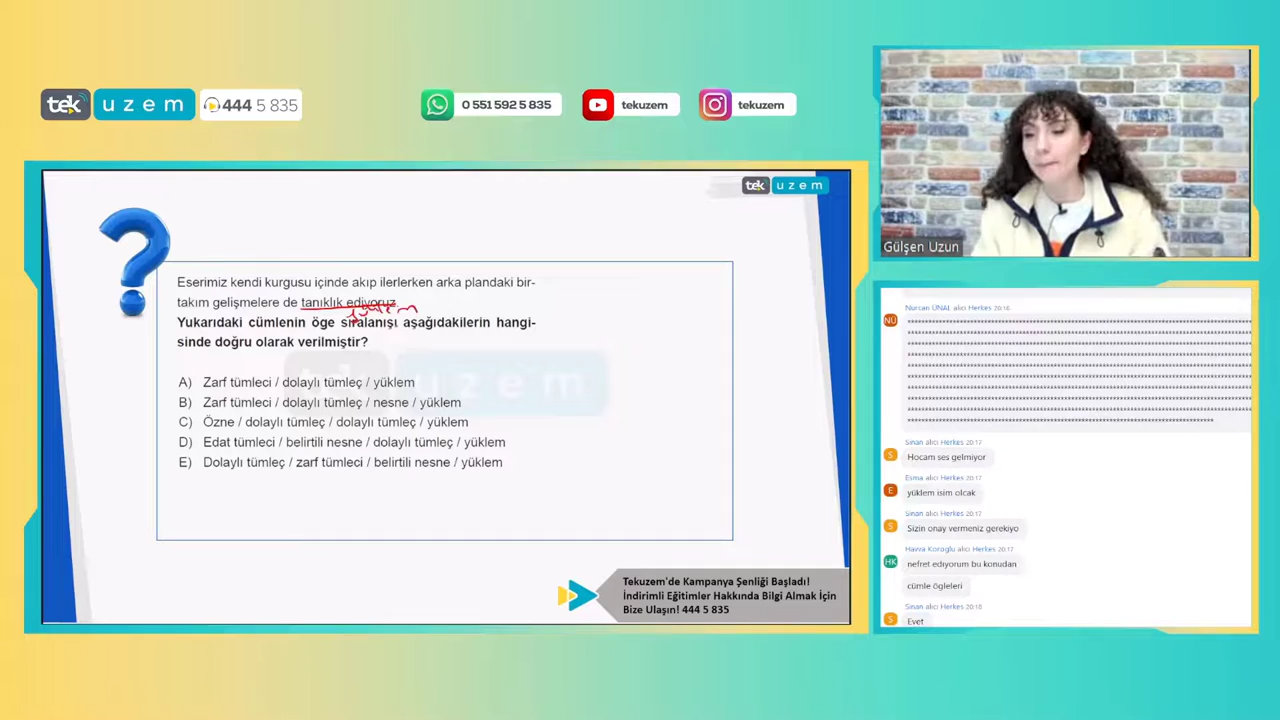 tek uzem 444 5 835
0 551 592 5 835
tekuzem
tekuzem
tek uzem
Eserimiz kendi kurgusu içinde akıp ilerlerken arka plandaki bir-
takım gelişmelere de tanıklık ediyoruz.
yüklem
Yukarıdaki cümlenin öge sıralanışı aşağıdakilerin hangi-
sinde doğru olarak verilmiştir?
tek uzem
A) Zarf tümleci / dolaylı tümleç / yüklem
B) Zarf tümleci / dolaylı tümleç / nesne / yüklem
C) Özne / dolaylı tümleç / dolaylı tümleç / yüklem
D) Edat tümleci / belirtili nesne / dolaylı tümleç / yüklem
E) Dolaylı tümleç / zarf tümleci / belirtili nesne / yüklem
Tekuzem'de Kampanya Şenliği Başladı!
İndirimli Eğitimler Hakkında Bilgi Almak İçin
Bize Ulaşın! 444 5 835
Gülşen Uzun
Nurcan ÜNAL alıcı Herkes 20:16
NÜ
Sinan alıcı Herkes 20:17
S Hocam ses gelmiyor
Esma alıcı Herkes 20:17
E yüklem isim olcak
Sinan alıcı Herkes 20:17
S Sizin onay vermeniz gerekiyo
Havva Koroglu alıcı Herkes 20:17
HK nefret edıyorum bu konudan
cümle ögleleri
Sinan alıcı Herkes 20:18
S Evet